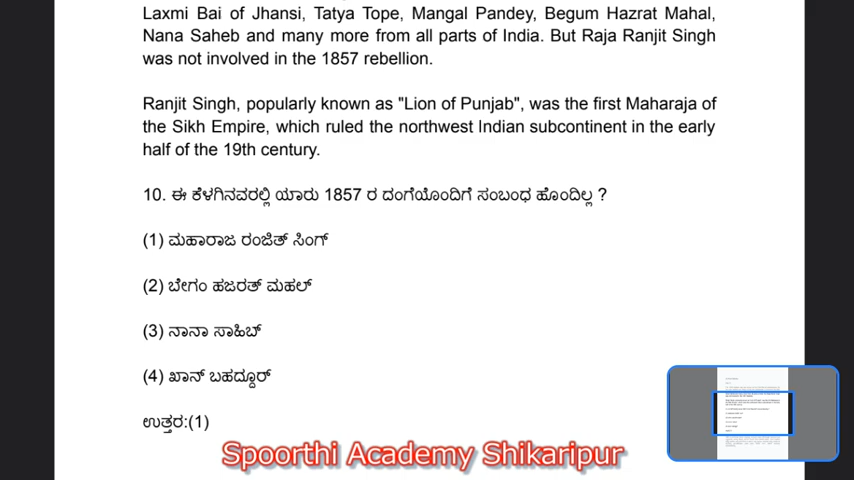 Laxmi Bai of Jhansi, Tatya Tope, Mangal Pandey, Begum Hazrat Mahal,
Nana Saheb and many more from all parts of India. But Raja Ranjit Singh
was not involved in the 1857 rebellion.
Ranjit Singh, popularly known as "Lion of Punjab", was the first Maharaja of
the Sikh Empire, which ruled the northwest Indian subcontinent in the early
half of the 19th century.
10. ಈ ಕೆಳಗಿನವರಲ್ಲಿ ಯಾರು 1857 ರ ದಂಗೆಯೊಂದಿಗೆ ಸಂಬಂಧ ಹೊಂದಿಲ್ಲ ?
(1) ಮಹಾರಾಜ ರಂಜಿತ್ ಸಿಂಗ್
(2) ಬೇಗಂ ಹಜರತ್ ಮಹಲ್
(3) ನಾನಾ ಸಾಹಿಬ್
(4) ಖಾನ್ ಬಹದ್ದೂರ್
ಉತ್ತರ:(1)
Spoorthi Academy Shikaripur